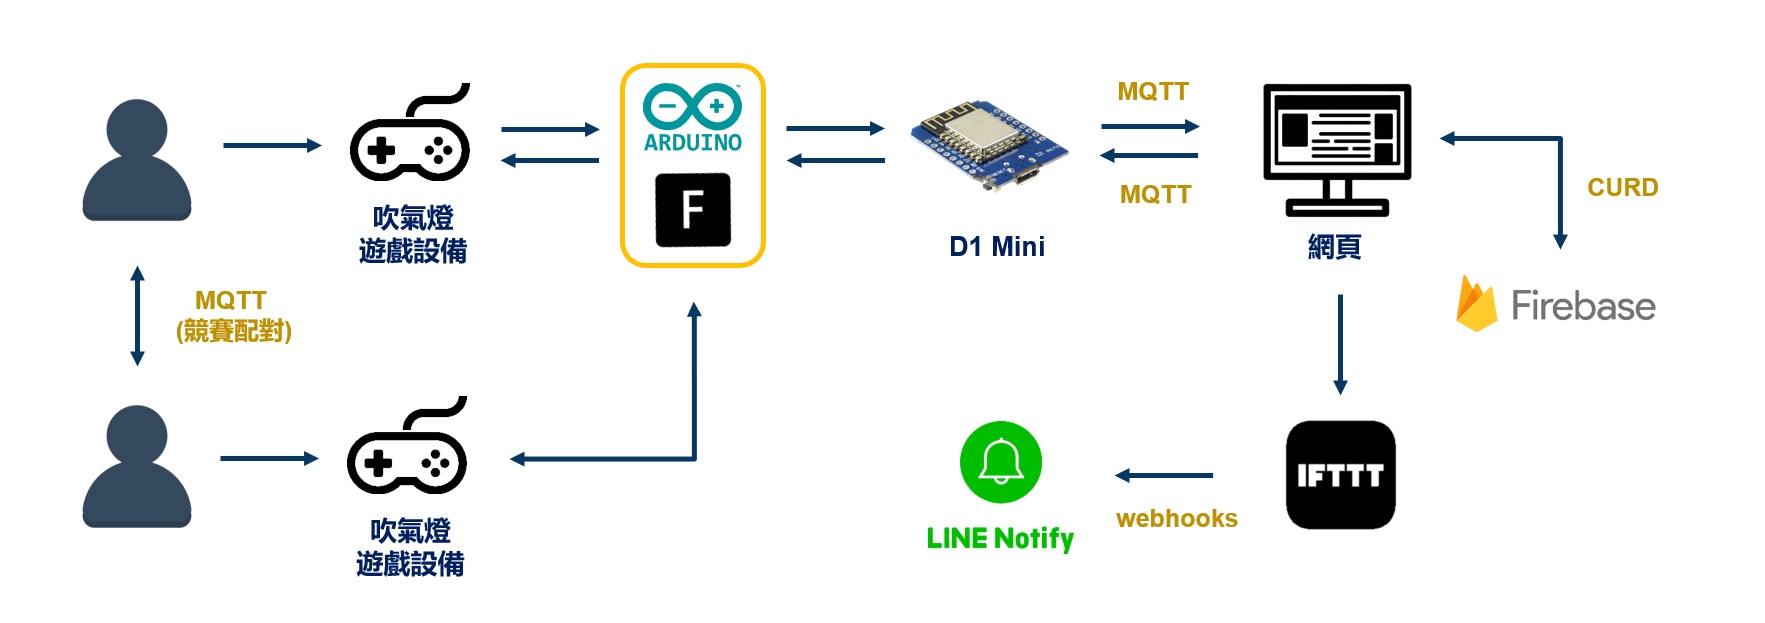 ARDUINO
F
吹氣燈
遊戲設備
D1 Mini
MQTT
MQTT
網頁
CURD
Firebase
MQTT
(競賽配對)
吹氣燈
遊戲設備
LINE Notify
webhooks
IFTTT